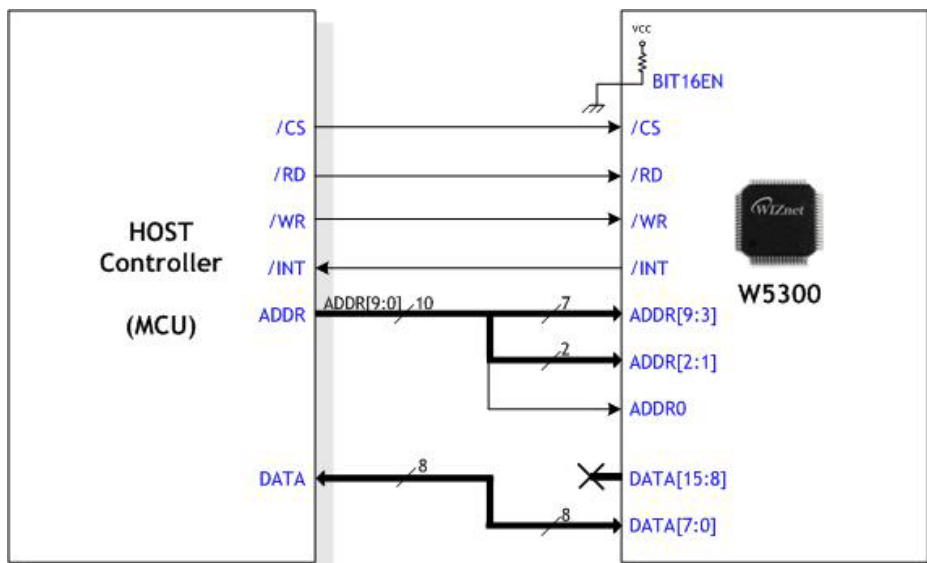 vcc
BIT16EN
/CS
/CS
/RD
/RD
/WR
/WR
/INT
/INT
HOST
Controller
(MCU)
WIZnet
W5300
ADDR
ADDR[9:0]
10
7
ADDR[9:3]
2
ADDR[2:1]
ADDR0
DATA
8
DATA[15:8]
8
DATA[7:0]